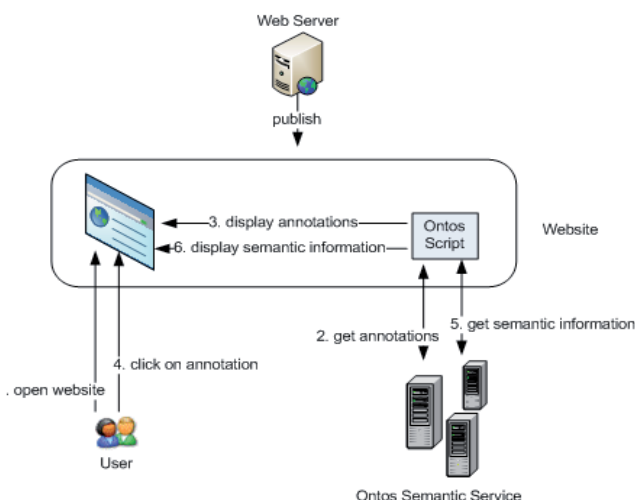 Web Server
publish
3. display annotations
6. display semantic information
Ontos
Script
Website
2. get annotations
5. get semantic information
4. click on annotation
. open website
User
Ontos Semantic Service